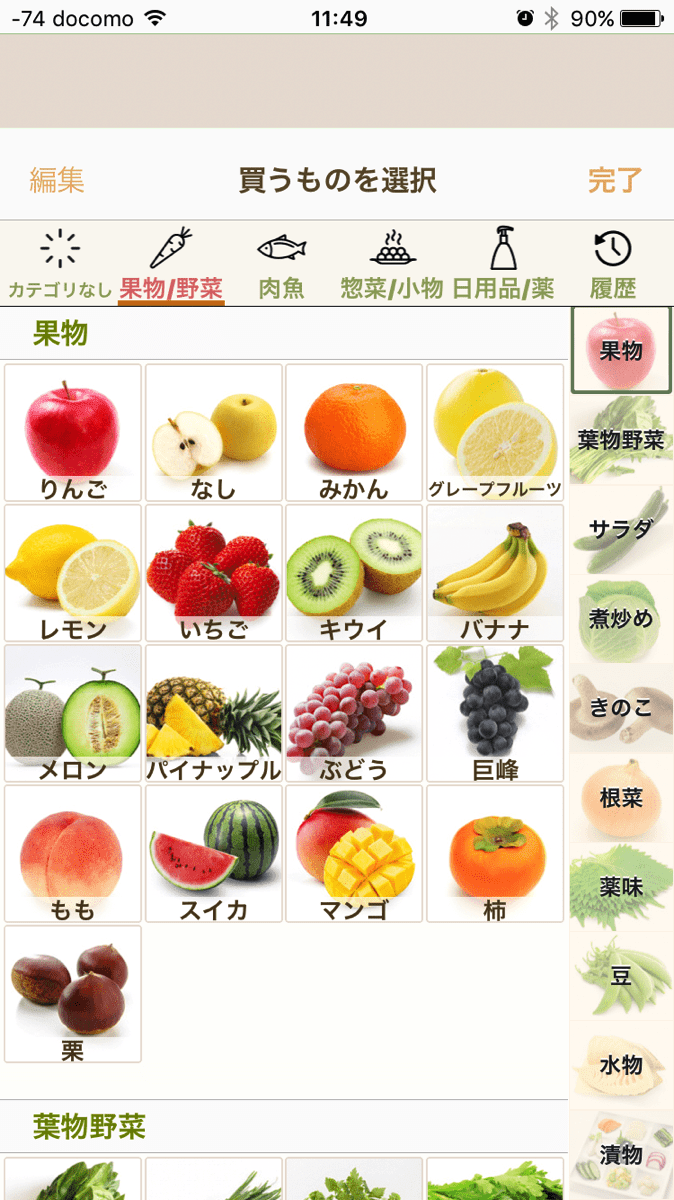 -74 docomo 11:49 90%
編集 買うものを選択 完了
カテゴリなし 果物/野菜 肉魚 惣菜/小物 日用品/薬 履歴
果物
りんご なし みかん グレープフルーツ
レモン いちご キウイ バナナ
メロン パイナップル ぶどう 巨峰
もも スイカ マンゴ 柿
栗
葉物野菜
果物
葉物野菜
サラダ
煮炒め
きのこ
根菜
薬味
豆
水物
漬物